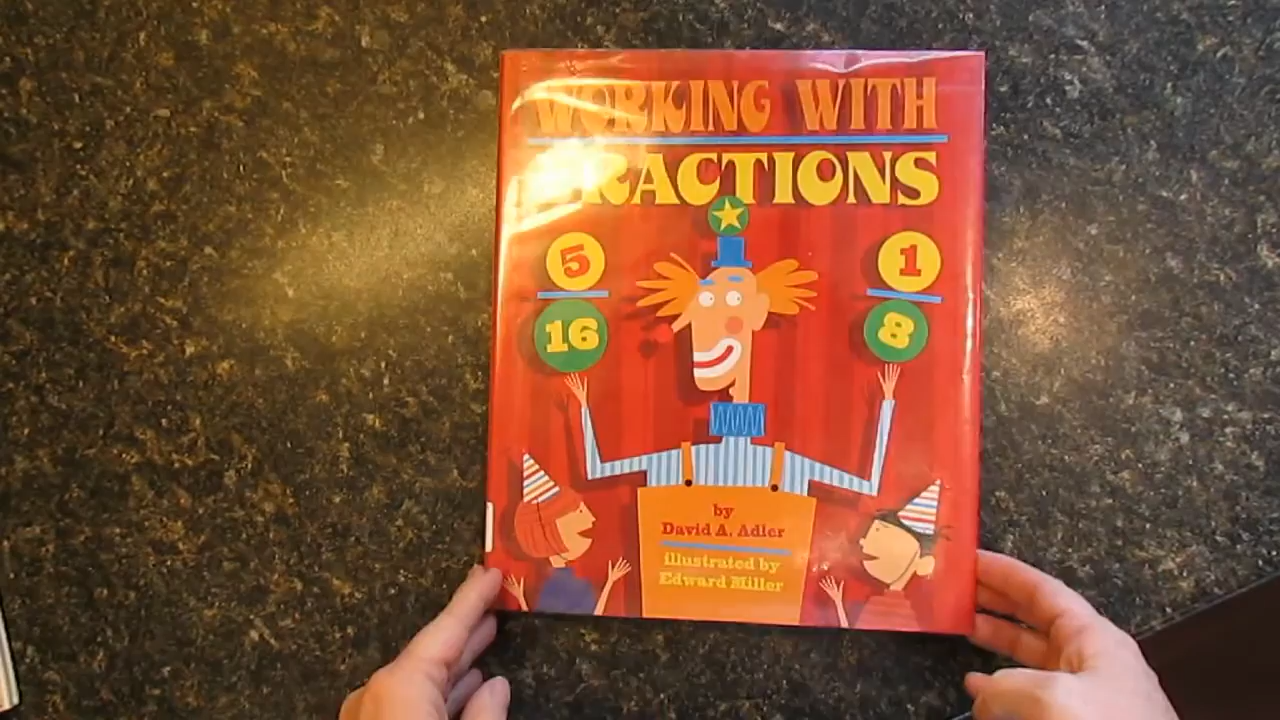 WORKING WITH
FRACTIONS
5
16
1
8
by
David A. Adler
illustrated by
Edward Miller